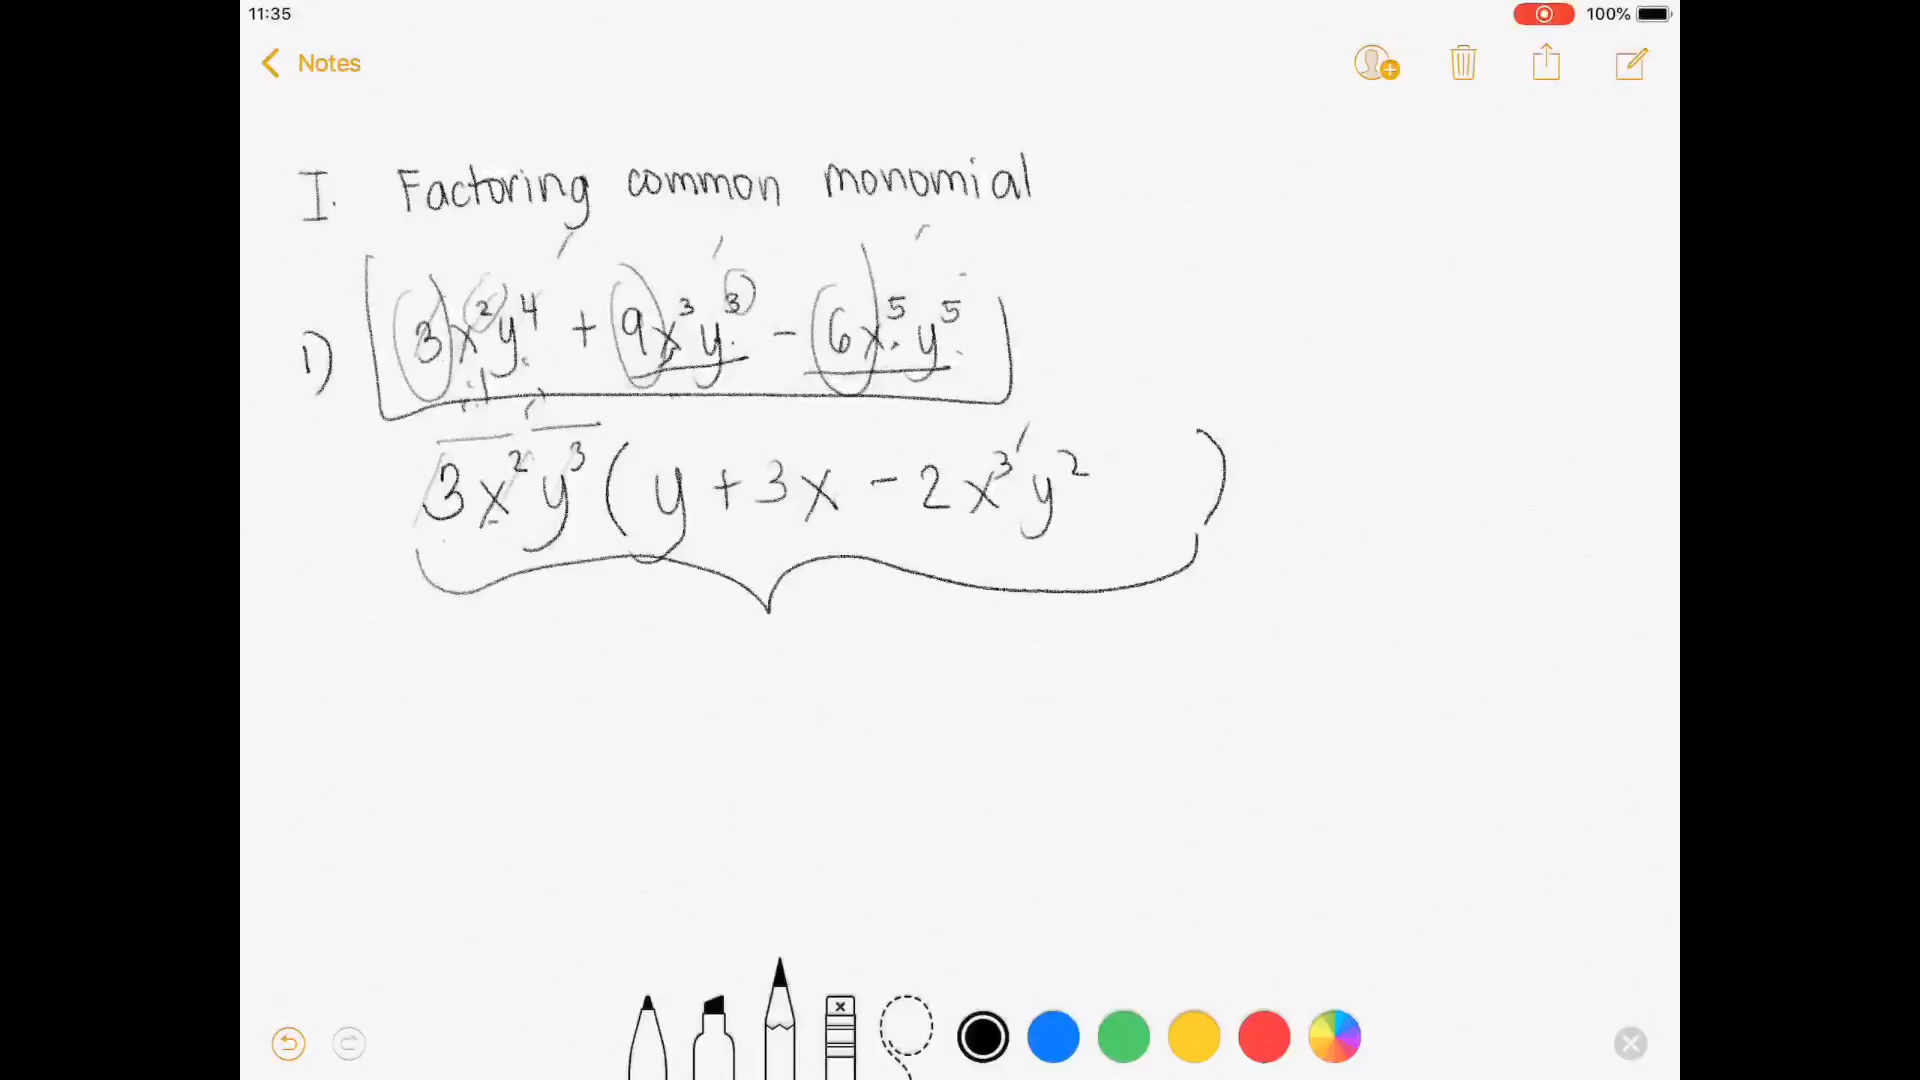 11:35
100%
Notes
I. Factoring common monomial
1) 3x²y⁴ + 9x³y³ - 6x⁵y⁵
3x²y³ ( y + 3x - 2x³y² )